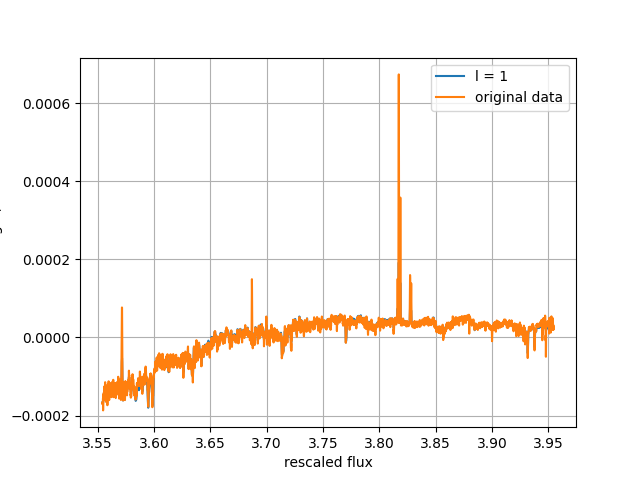 l = 1
original data
0.0006
0.0004
0.0002
0.0000
−0.0002
3.55 3.60 3.65 3.70 3.75 3.80 3.85 3.90 3.95
rescaled flux